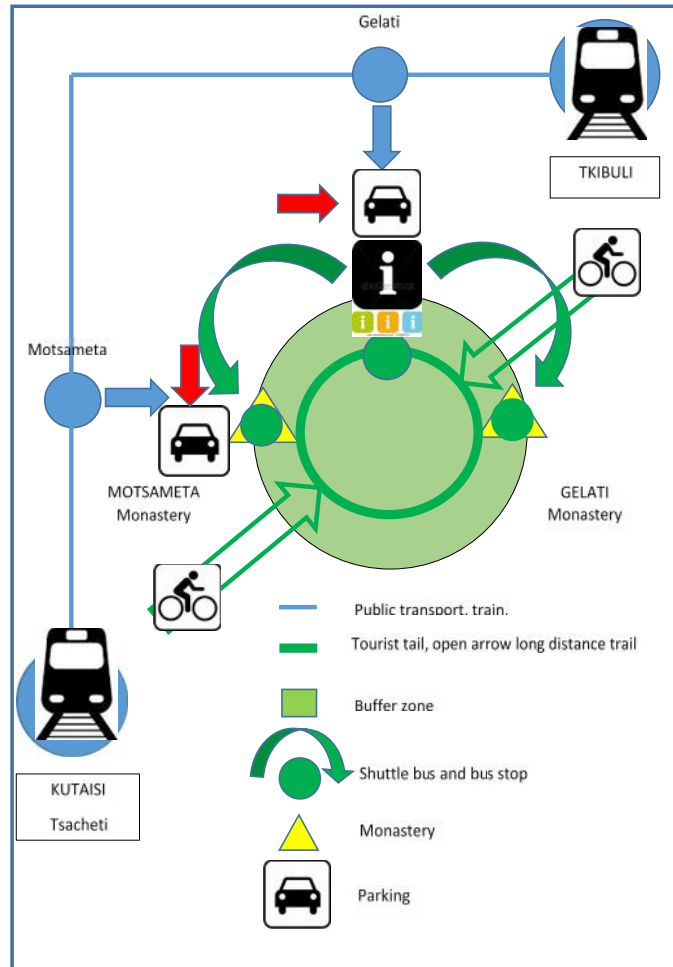 Gelati
TKIBULI
Motsameta
MOTSAMETA
Monastery
GELATI
Monastery
Public transport. train.
Tourist tail, open arrow long distance trail
Buffer zone
Shuttle bus and bus stop
KUTAISI
Tsacheti
Monastery
Parking